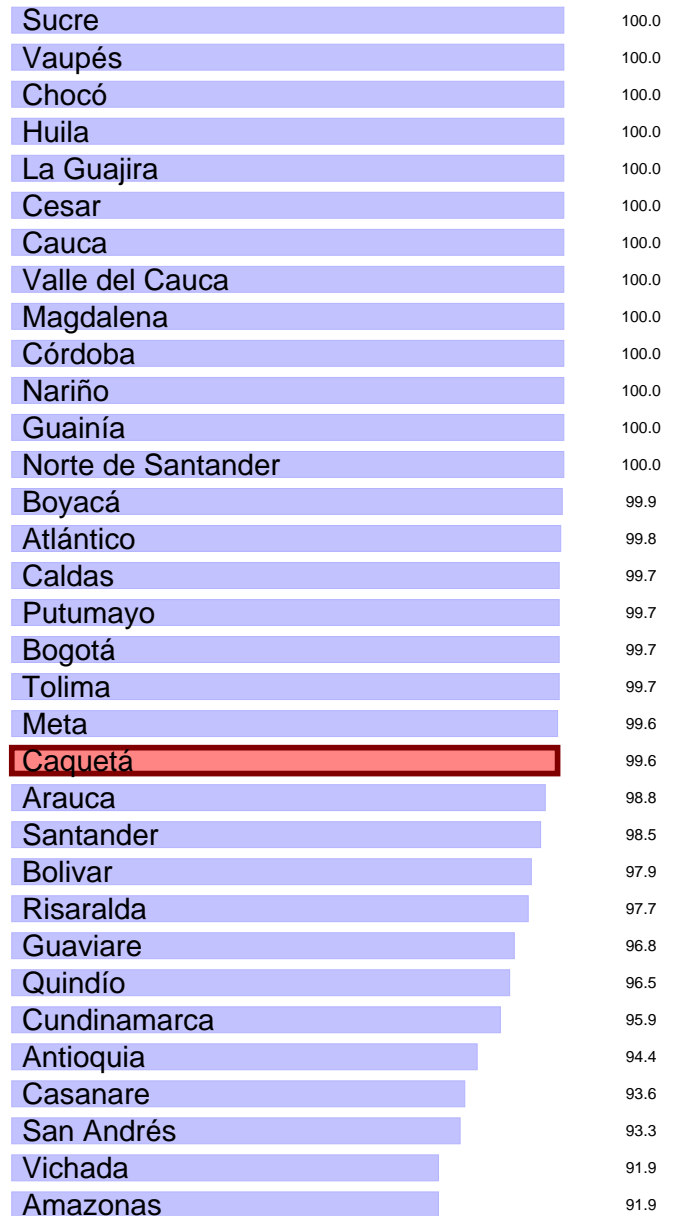 Sucre 100.0
Vaupés 100.0
Chocó 100.0
Huila 100.0
La Guajira 100.0
Cesar 100.0
Cauca 100.0
Valle del Cauca 100.0
Magdalena 100.0
Córdoba 100.0
Nariño 100.0
Guainía 100.0
Norte de Santander 100.0
Boyacá 99.9
Atlántico 99.8
Caldas 99.7
Putumayo 99.7
Bogotá 99.7
Tolima 99.7
Meta 99.6
Caquetá 99.6
Arauca 98.8
Santander 98.5
Bolivar 97.9
Risaralda 97.7
Guaviare 96.8
Quindío 96.5
Cundinamarca 95.9
Antioquia 94.4
Casanare 93.6
San Andrés 93.3
Vichada 91.9
Amazonas 91.9